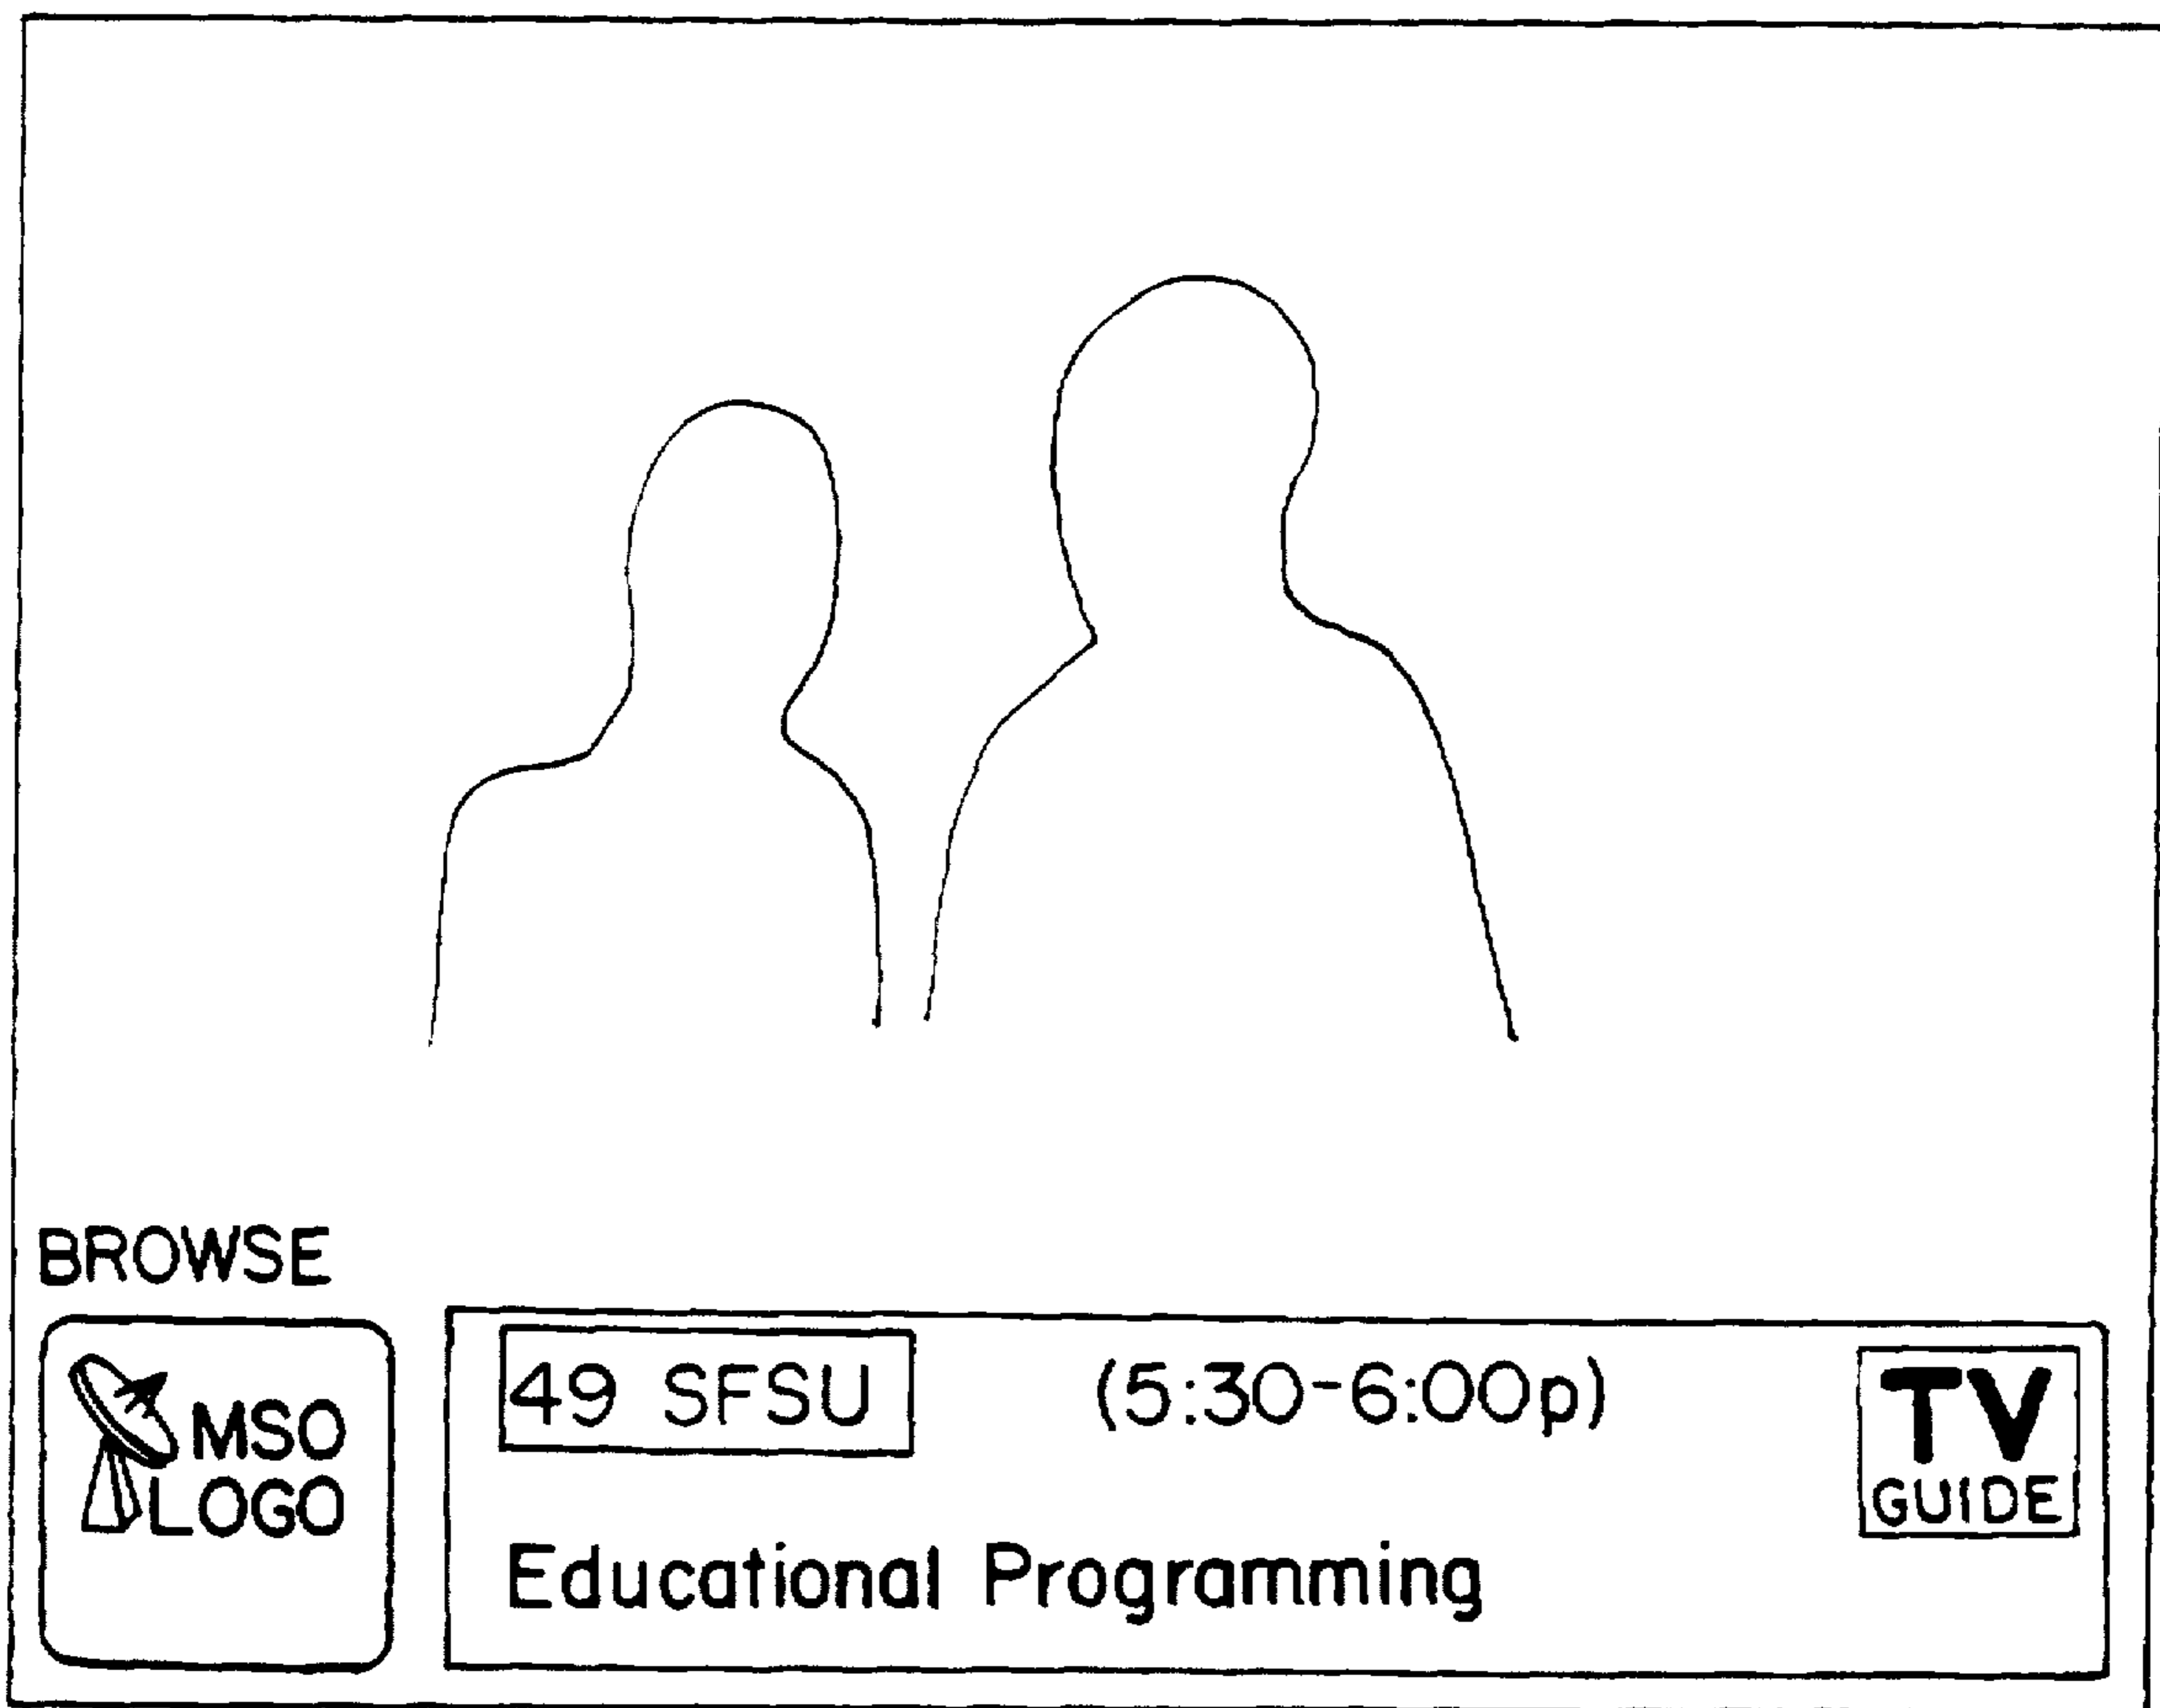 BROWSE
MSO
LOGO
49 SFSU (5:30-6:00p)
Educational Programming
TV
GUIDE